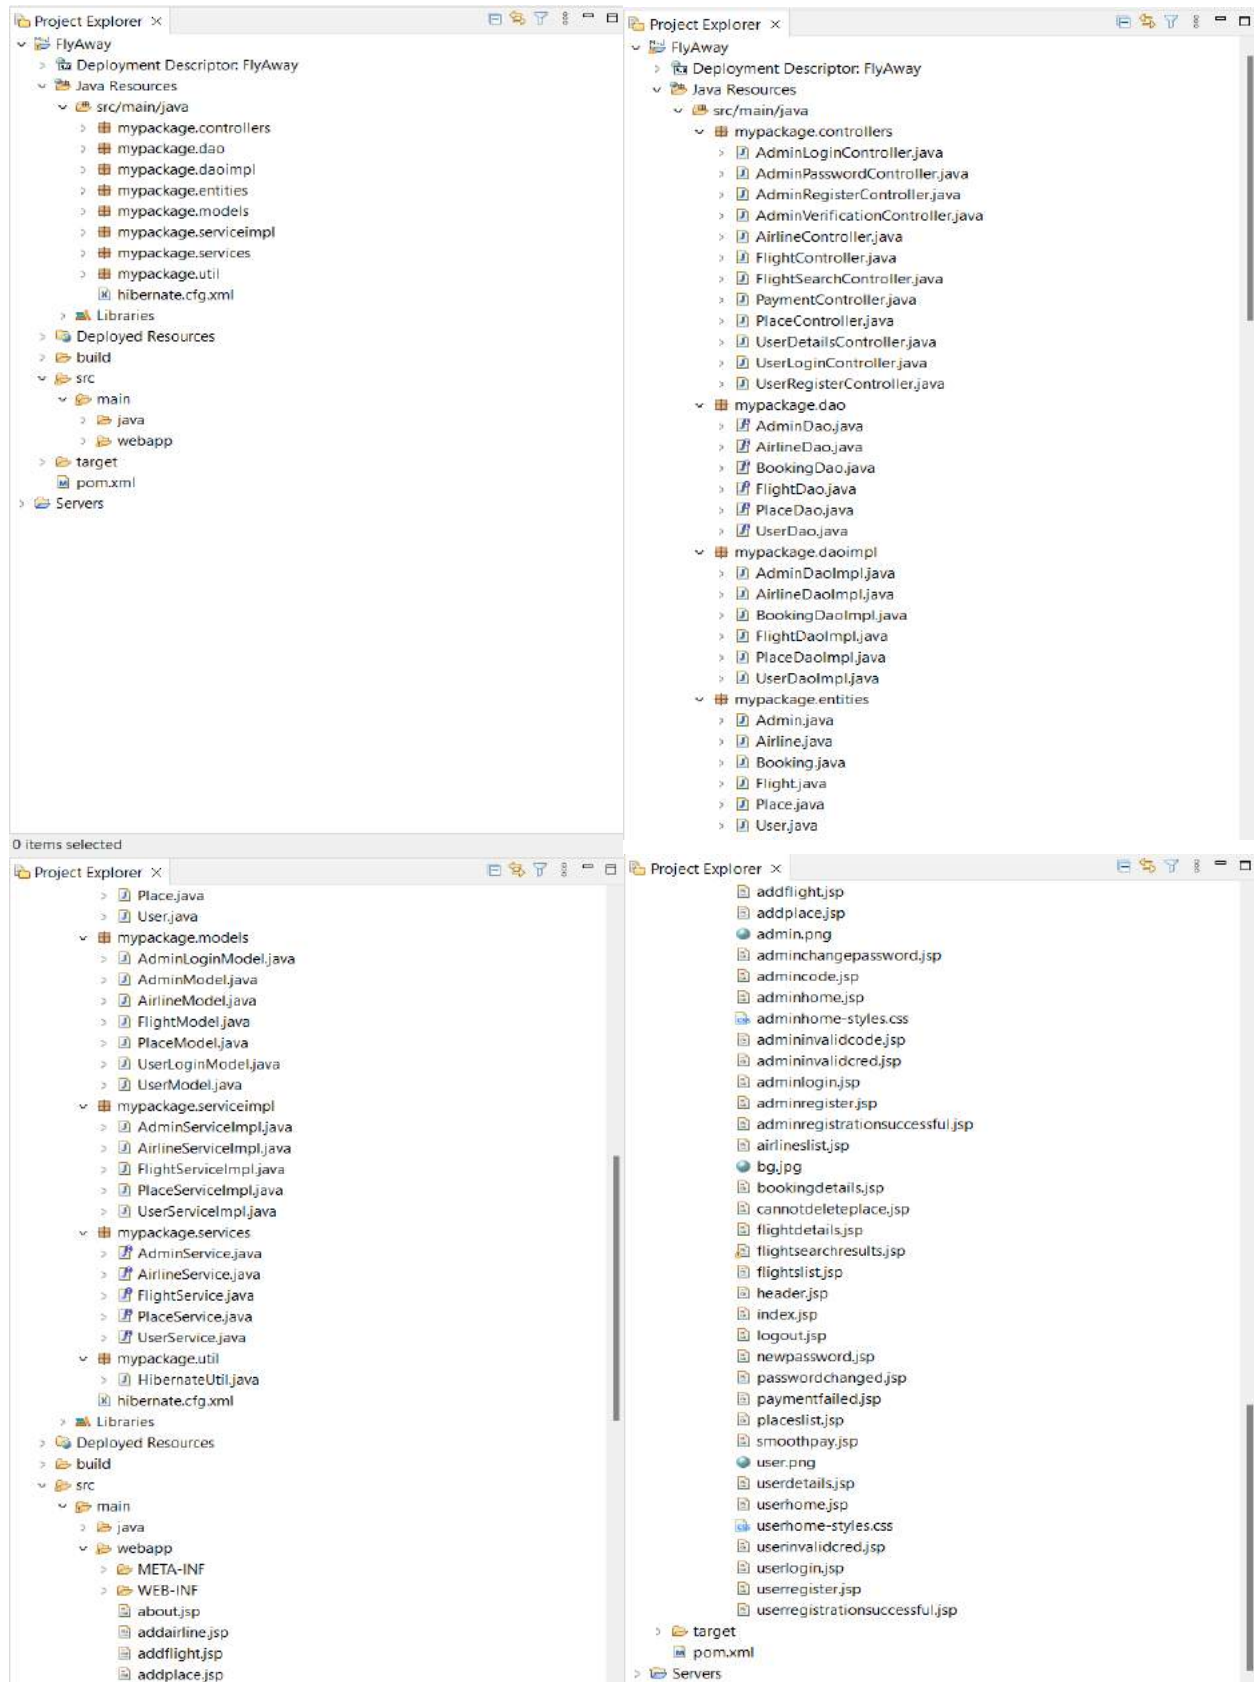 Project Explorer
FlyAway
Deployment Descriptor: FlyAway
Java Resources
src/main/java
mypackage.controllers
mypackage.dao
mypackage.daoimpl
mypackage.entities
mypackage.models
mypackage.serviceimpl
mypackage.services
mypackage.util
hibernate.cfg.xml
Libraries
Deployed Resources
build
src
main
java
webapp
target
pom.xml
Servers
0 items selected
Project Explorer
FlyAway
Deployment Descriptor: FlyAway
Java Resources
src/main/java
mypackage.controllers
AdminLoginController.java
AdminPasswordController.java
AdminRegisterController.java
AdminVerificationController.java
AirlineController.java
FlightController.java
FlightSearchController.java
PaymentController.java
PlaceController.java
UserDetailsController.java
UserLoginController.java
UserRegisterController.java
mypackage.dao
AdminDao.java
AirlineDao.java
BookingDao.java
FlightDao.java
PlaceDao.java
UserDao.java
mypackage.daoimpl
AdminDaoImpl.java
AirlineDaoImpl.java
BookingDaoImpl.java
FlightDaoImpl.java
PlaceDaoImpl.java
UserDaoImpl.java
mypackage.entities
Admin.java
Airline.java
Booking.java
Flight.java
Place.java
User.java
Project Explorer
Place.java
User.java
mypackage.models
AdminLoginModel.java
AdminModel.java
AirlineModel.java
FlightModel.java
PlaceModel.java
UserLoginModel.java
UserModel.java
mypackage.serviceimpl
AdminServiceImpl.java
AirlineServiceImpl.java
FlightServiceImpl.java
PlaceServiceImpl.java
UserServiceImpl.java
mypackage.services
AdminService.java
AirlineService.java
FlightService.java
PlaceService.java
UserService.java
mypackage.util
HibernateUtil.java
hibernate.cfg.xml
Libraries
Deployed Resources
build
src
main
java
webapp
META-INF
WEB-INF
about.jsp
addairline.jsp
addflight.jsp
addplace.jsp
Project Explorer
addflight.jsp
addplace.jsp
admin.png
adminchangepassword.jsp
admincode.jsp
adminhome.jsp
adminhome-styles.css
admininvalidcode.jsp
admininvalidcred.jsp
adminlogin.jsp
adminregister.jsp
adminregistrationsuccessful.jsp
airlineslist.jsp
bg.jpg
bookingdetails.jsp
cannotdeleteplace.jsp
flightdetails.jsp
flightsearchresults.jsp
flightslist.jsp
header.jsp
index.jsp
logout.jsp
newpassword.jsp
passwordchanged.jsp
paymentfailed.jsp
placeslist.jsp
smoothpay.jsp
user.png
userdetails.jsp
userhome.jsp
userhome-styles.css
userinvalidcred.jsp
userlogin.jsp
userregister.jsp
userregistrationsuccessful.jsp
target
pom.xml
Servers